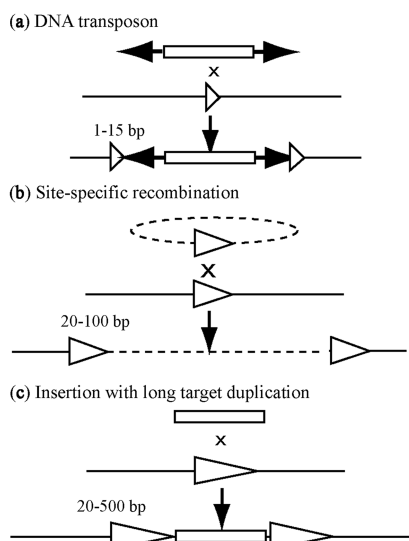 (a) DNA transposon
x
1-15 bp
(b) Site-specific recombination
x
20-100 bp
(c) Insertion with long target duplication
x
20-500 bp